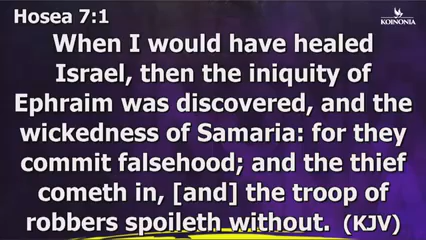 Hosea 7:1
KOINONIA
When I would have healed
Israel, then the iniquity of
Ephraim was discovered, and the
wickedness of Samaria: for they
commit falsehood; and the thief
cometh in, [and] the troop of
robbers spoileth without. (KJV)